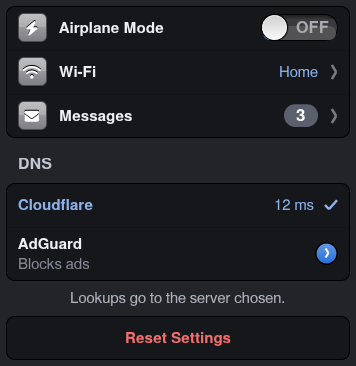 Airplane Mode OFF
Wi-Fi Home
Messages 3
DNS
Cloudflare 12 ms
AdGuard
Blocks ads
Lookups go to the server chosen.
Reset Settings